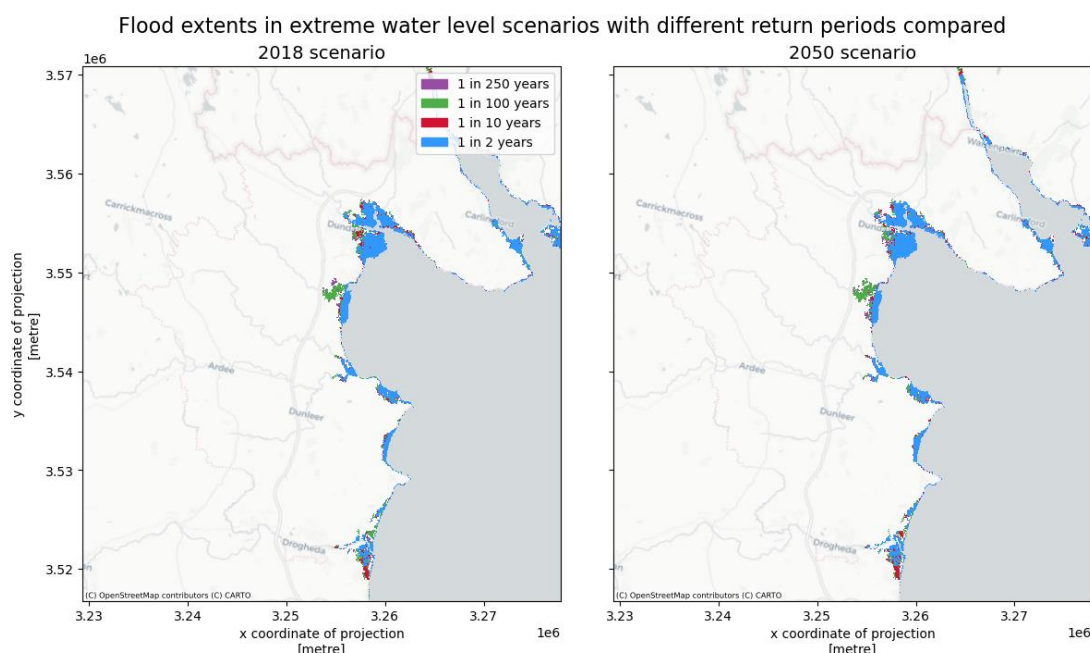 Flood extents in extreme water level scenarios with different return periods compared
2018 scenario
2050 scenario
1e6
3.57
3.56
3.55
3.54
3.53
3.52
y coordinate of projection
[metre]
1 in 250 years
1 in 100 years
1 in 10 years
1 in 2 years
Carrickmacross
Ardee
Dunleer
Drogheda
(C) OpenStreetMap contributors (C) CARTO
3.23
3.24
3.25
3.26
3.27
1e6
x coordinate of projection
[metre]
Carrickmacross
Ardee
Dunleer
Drogheda
(C) OpenStreetMap contributors (C) CARTO
3.23
3.24
3.25
3.26
3.27
1e6
x coordinate of projection
[metre]